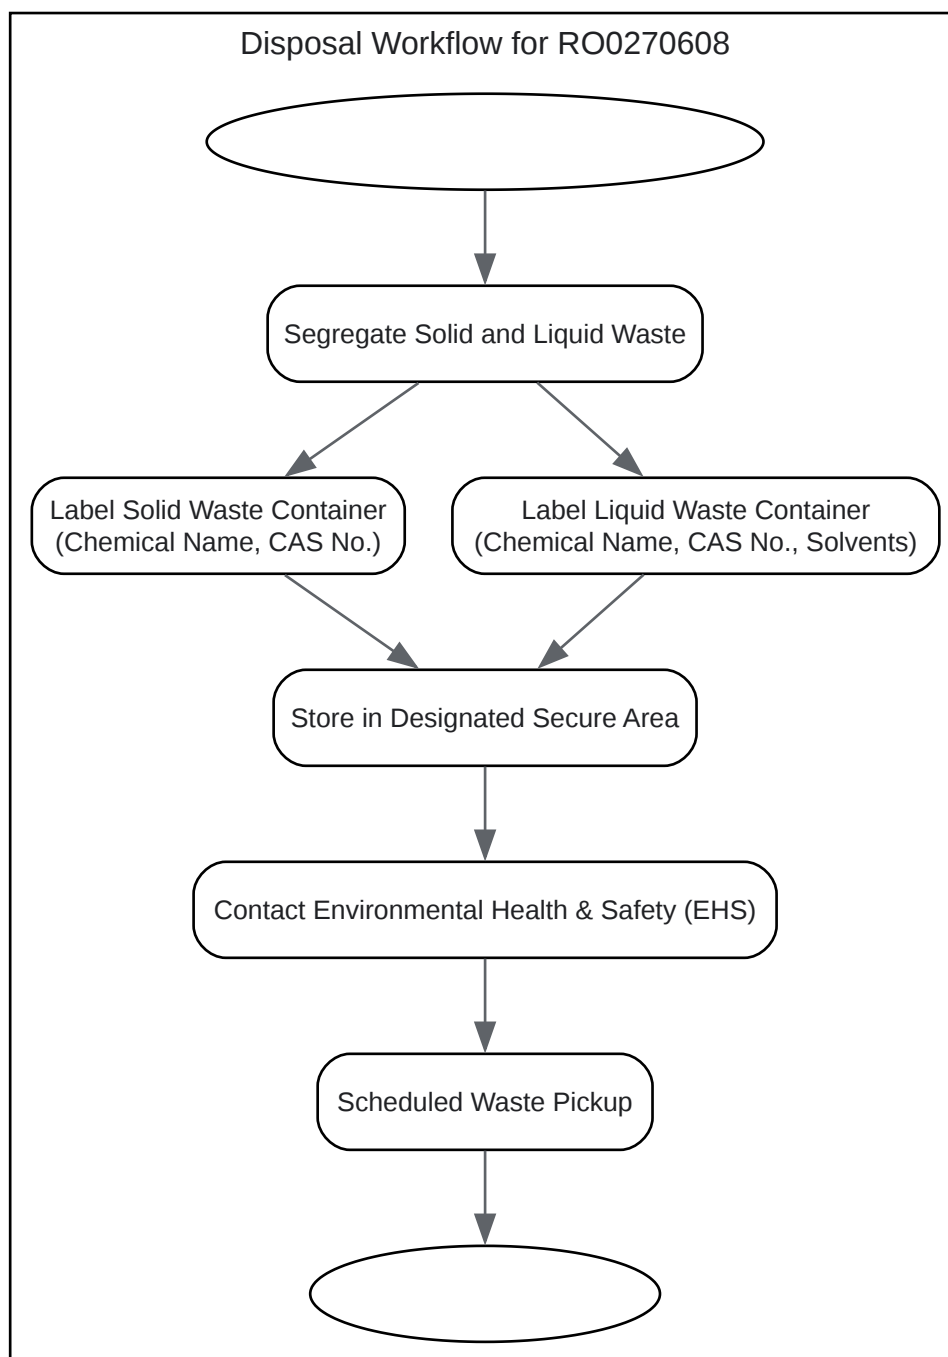 Disposal Workflow for RO0270608
Segregate Solid and Liquid Waste
Label Solid Waste Container
(Chemical Name, CAS No.)
Label Liquid Waste Container
(Chemical Name, CAS No., Solvents)
Store in Designated Secure Area
Contact Environmental Health & Safety (EHS)
Scheduled Waste Pickup